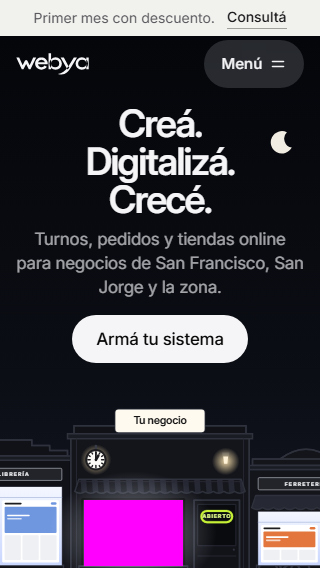 Primer mes con descuento. Consultá
webya
Menú
Creá.
Digitalizá.
Crecé.
Turnos, pedidos y tiendas online
para negocios de San Francisco, San
Jorge y la zona.
Armá tu sistema
Tu negocio
LIBRERÍA
FERRETER
ABIERTO